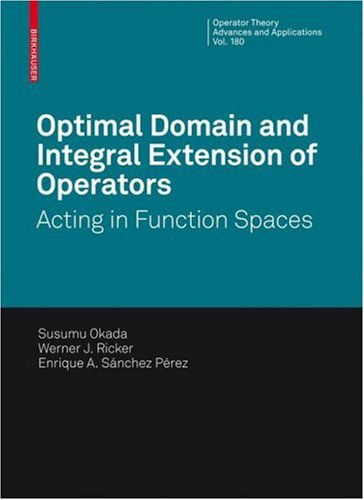 BIRKHAUSER
Operator Theory
Advances and Applications
Vol. 180
Optimal Domain and
Integral Extension of
Operators
Acting in Function Spaces
Susumu Okada
Werner J. Ricker
Enrique A. Sánchez Pérez